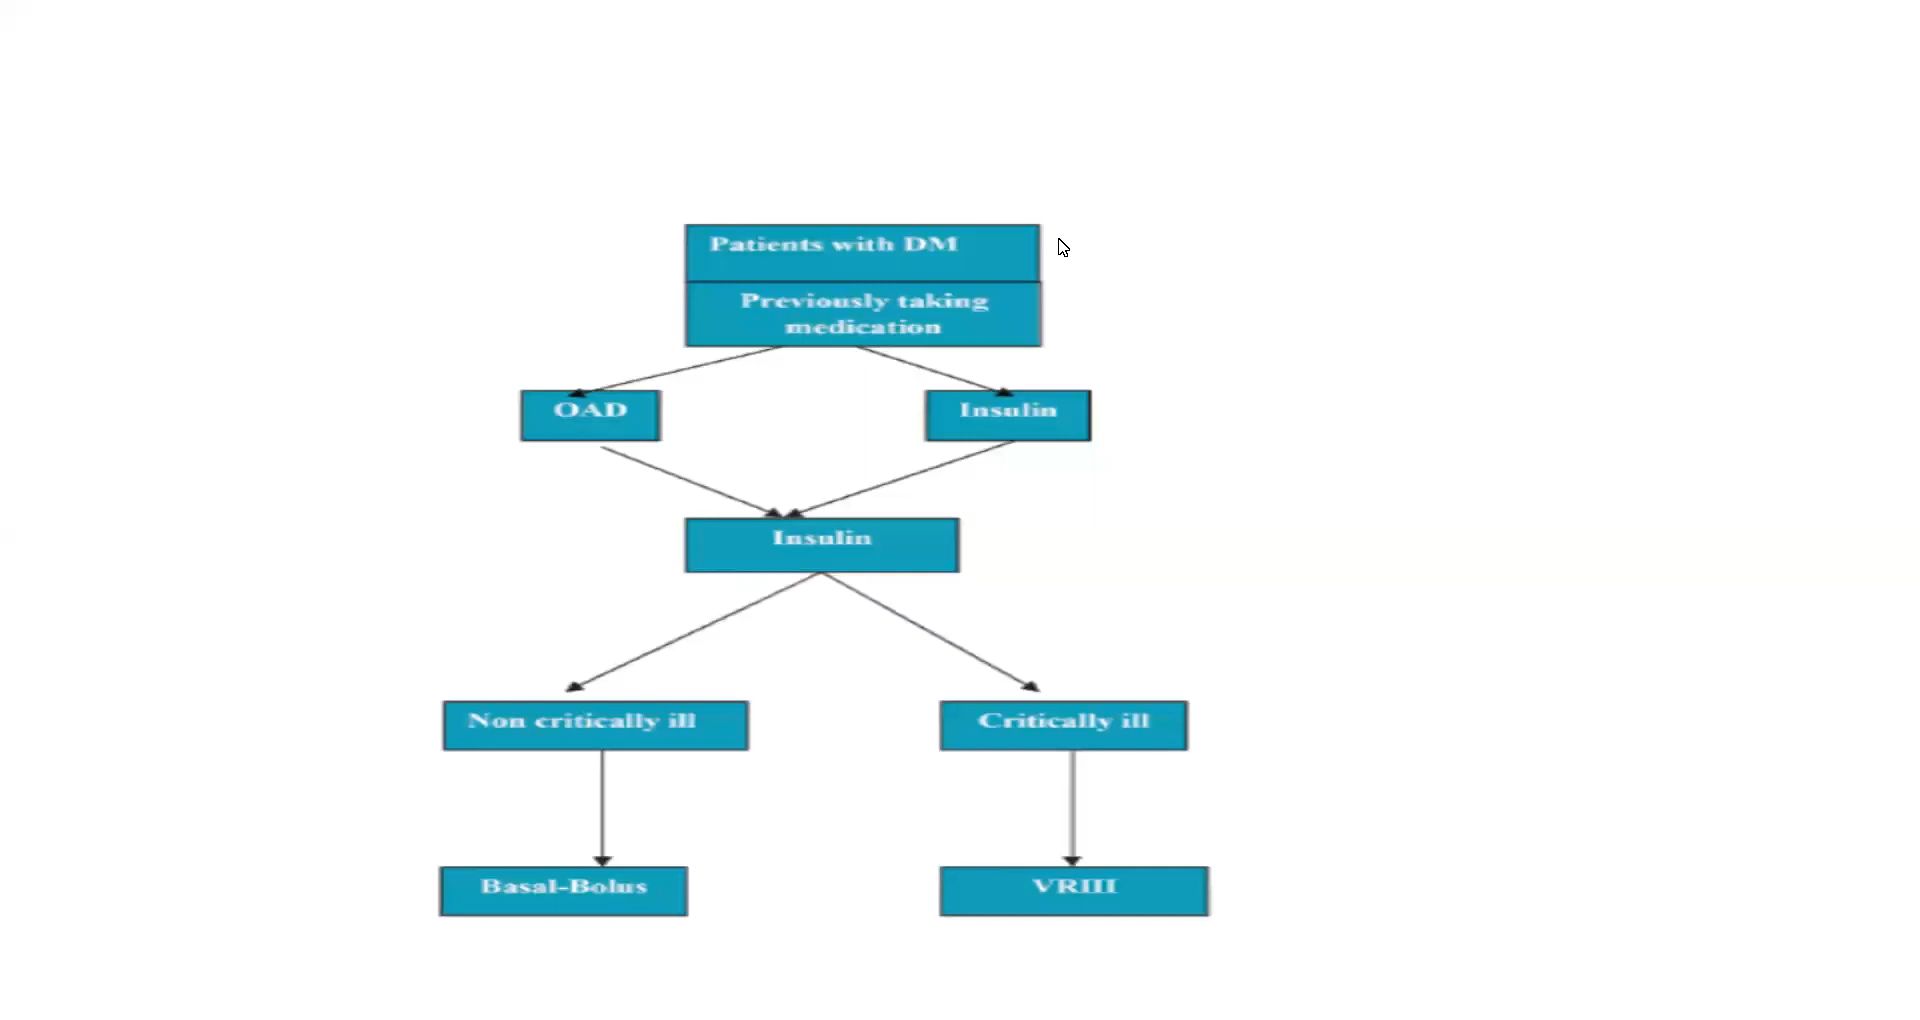 Patients with DM
Previously taking
medication
OAD
Insulin
Insulin
Non critically ill
Critically ill
Basal-Bolus
VRIII